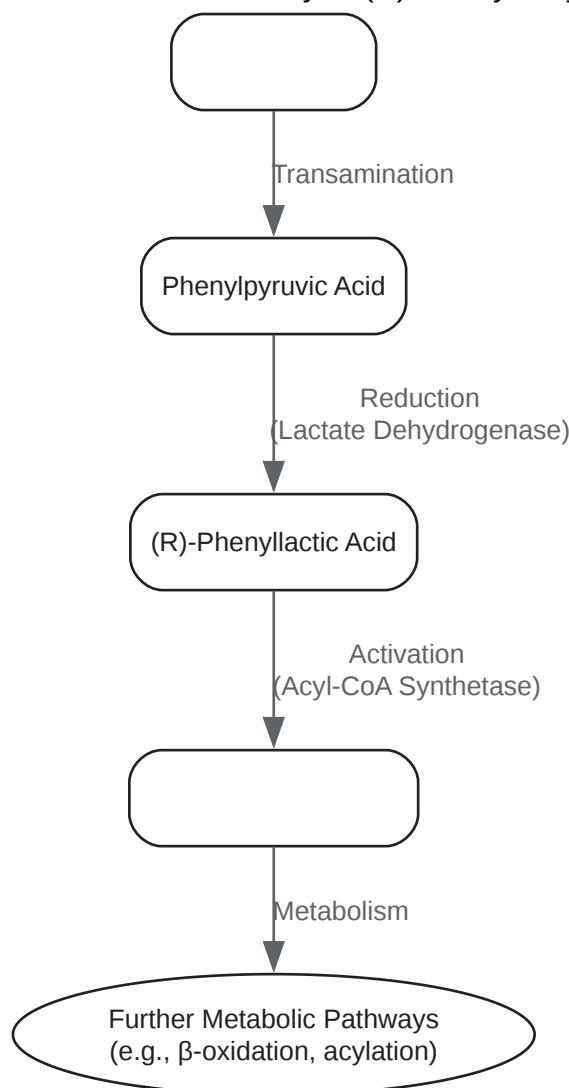 Transamination
Phenylpyruvic Acid
Reduction
(Lactate Dehydrogenase)
(R)-Phenyllactic Acid
Activation
(Acyl-CoA Synthetase)
Metabolism
Further Metabolic Pathways
(e.g., β-oxidation, acylation)